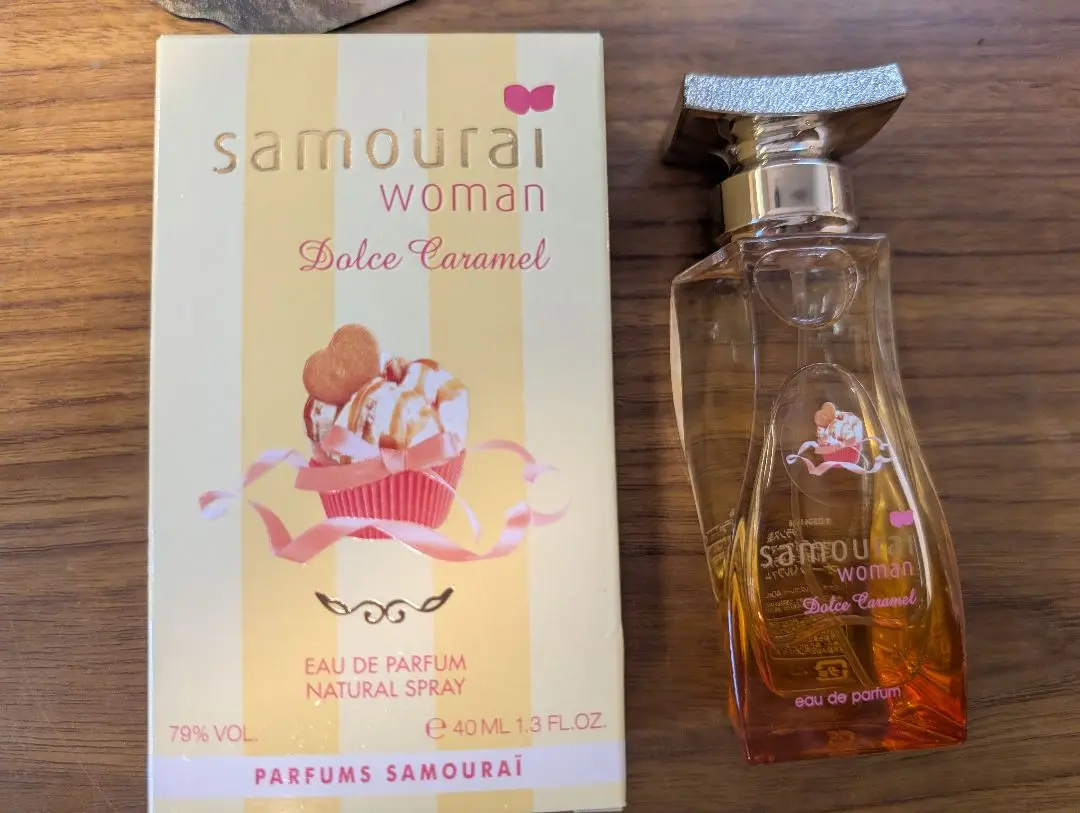 samouraï
woman
Dolce Caramel
EAU DE PARFUM
NATURAL SPRAY
79% VOL.
℮ 40 ML 1.3 FL.OZ.
PARFUMS SAMOURAÏ
samouraï
woman
Dolce Caramel
eau de parfum